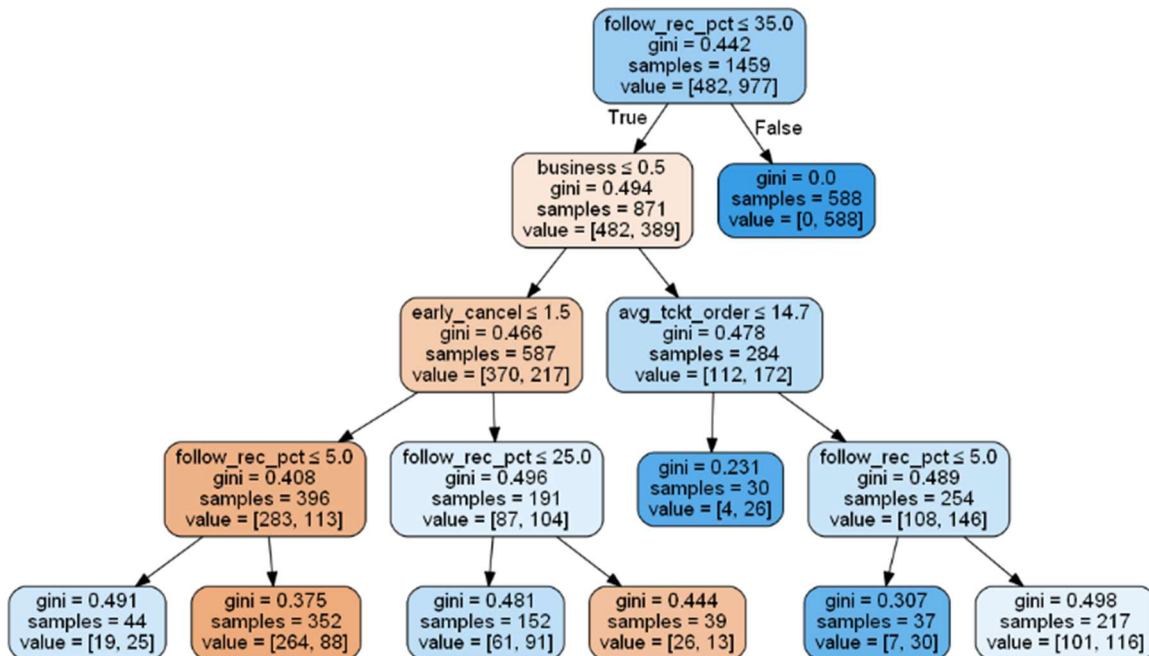 follow_rec_pct ≤ 35.0
gini = 0.442
samples = 1459
value = [482, 977]
True
False
business ≤ 0.5
gini = 0.494
samples = 871
value = [482, 389]
gini = 0.0
samples = 588
value = [0, 588]
early_cancel ≤ 1.5
gini = 0.466
samples = 587
value = [370, 217]
avg_tckt_order ≤ 14.7
gini = 0.478
samples = 284
value = [112, 172]
follow_rec_pct ≤ 5.0
gini = 0.408
samples = 396
value = [283, 113]
follow_rec_pct ≤ 25.0
gini = 0.496
samples = 191
value = [87, 104]
gini = 0.231
samples = 30
value = [4, 26]
follow_rec_pct ≤ 5.0
gini = 0.489
samples = 254
value = [108, 146]
gini = 0.491
samples = 44
value = [19, 25]
gini = 0.375
samples = 352
value = [264, 88]
gini = 0.481
samples = 152
value = [61, 91]
gini = 0.444
samples = 39
value = [26, 13]
gini = 0.307
samples = 37
value = [7, 30]
gini = 0.498
samples = 217
value = [101, 116]